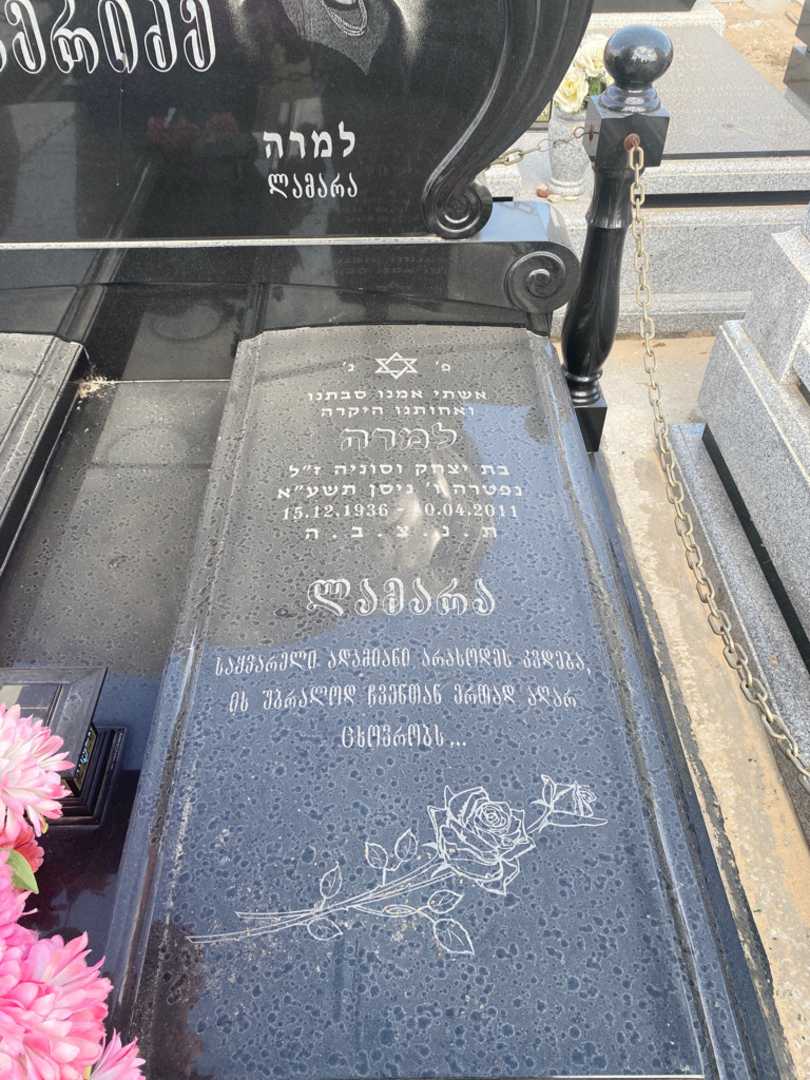 למרה
ლამარა
פ' נ'
אשתי אמנו סבתנו
ואחותנו היקרה
למרה
בת יצחק וסוניה ז"ל
נפטרה ו' ניסן תשע"א
15.12.1936 - 10.04.2011
ת . נ . צ . ב . ה
ლამარა
საყვარელი ადამიანი არასოდეს კვდება,
ის უბრალოდ ჩვენთან ერთად აღარ
ცხოვრობს...